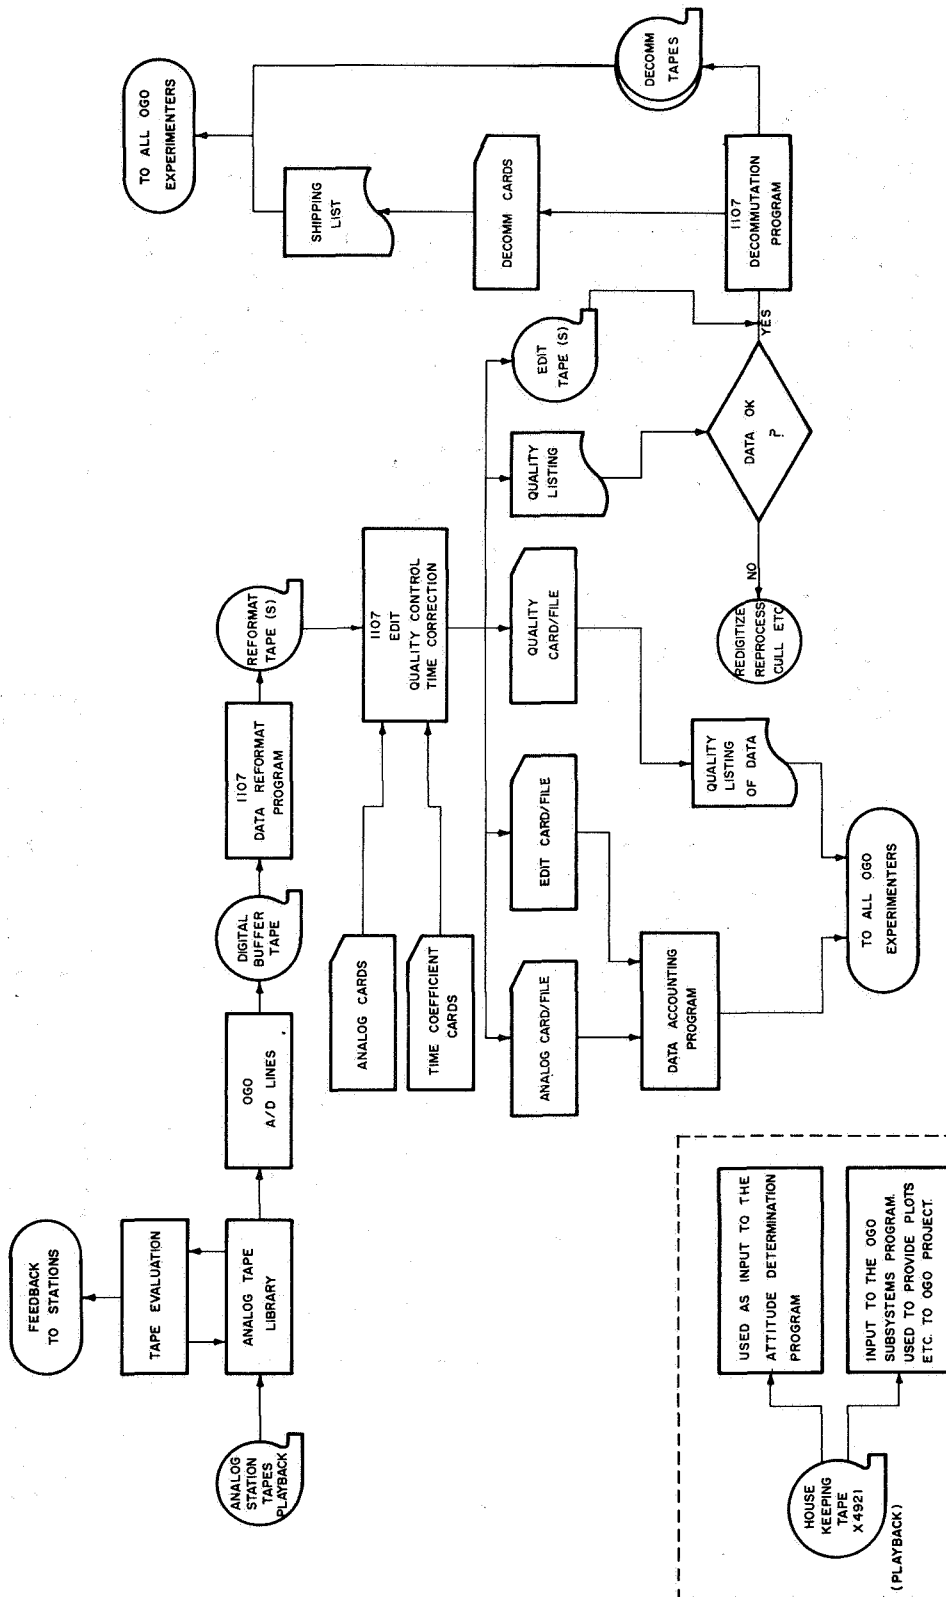 FEEDBACK
TO STATIONS
TAPE EVALUATION
ANALOG
STATION
TAPES
PLAYBACK
ANALOG TAPE
LIBRARY
OGO
A/D LINES
DIGITAL
BUFFER
TAPE
1107
DATA REFORMAT
PROGRAM
REFORMAT
TAPE (S)
ANALOG CARDS
TIME COEFFICIENT
CARDS
1107
EDIT
QUALITY CONTROL
TIME CORRECTION
ANALOG CARD/FILE
EDIT CARD/FILE
QUALITY
CARD/FILE
QUALITY
LISTING
EDIT
TAPE (S)
DATA ACCOUNTING
PROGRAM
QUALITY
LISTING
OF DATA
TO ALL OGO
EXPERIMENTERS
REDIGITIZE
REPROCESS
CULL ETC
NO
DATA OK
?
YES
1107
DECOMMUTATION
PROGRAM
DECOMM
TAPES
DECOMM CARDS
SHIPPING
LIST
TO ALL OGO
EXPERIMENTERS
HOUSE
KEEPING
TAPE
X4921
(PLAYBACK)
USED AS INPUT TO THE
ATTITUDE DETERMINATION
PROGRAM
INPUT TO THE OGO
SUBSYSTEMS PROGRAM.
USED TO PROVIDE PLOTS
ETC. TO OGO PROJECT.